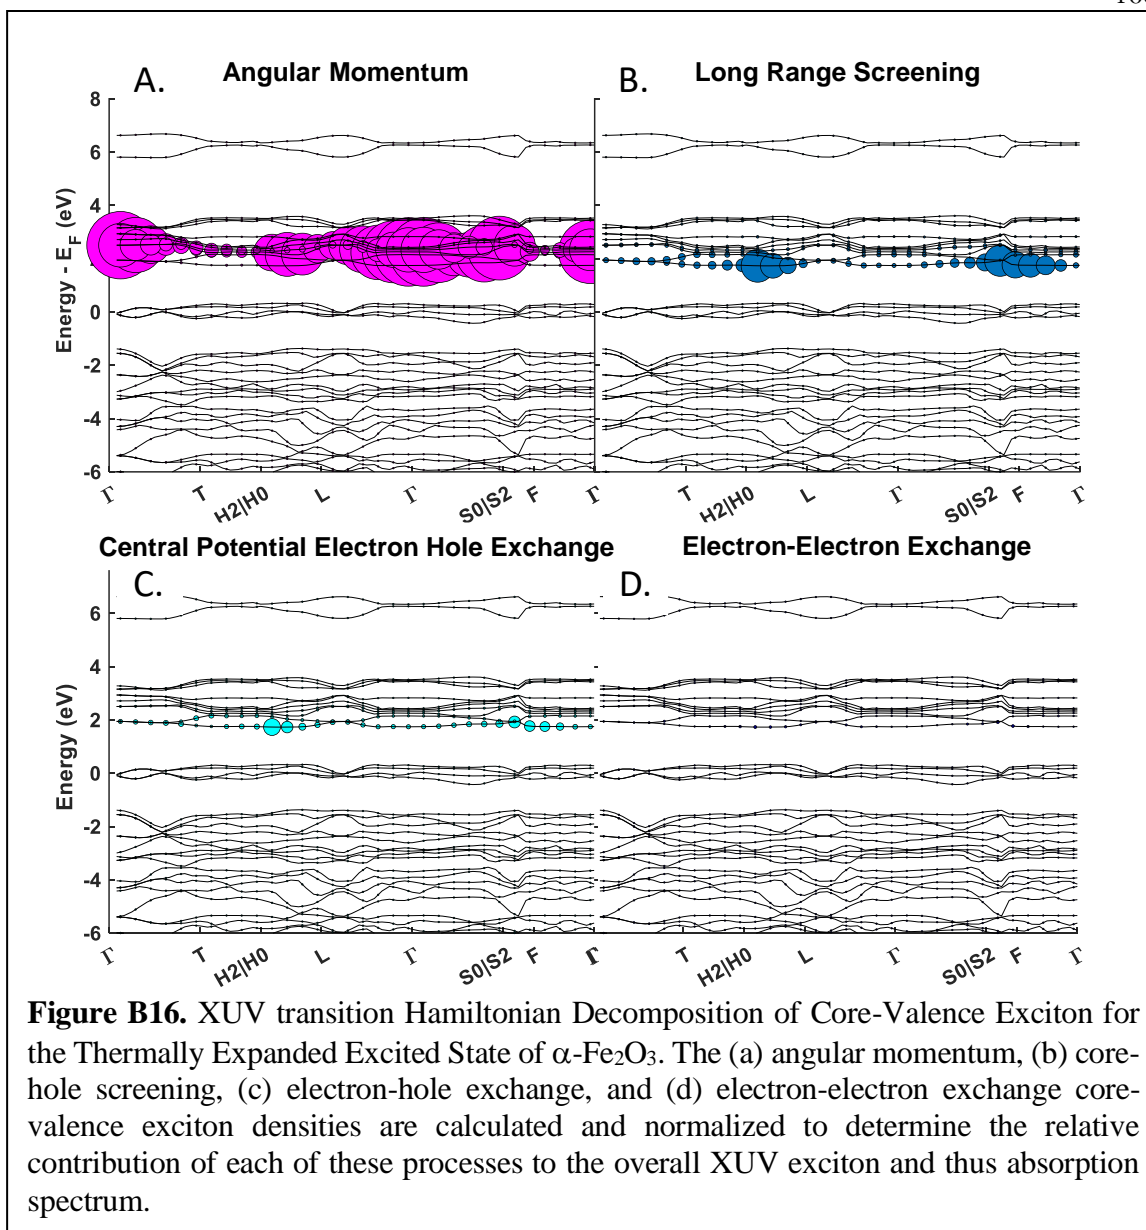 A. Angular Momentum
B. Long Range Screening
8
6
4
2
0
-2
-4
-6
Energy - E_F (eV)
Γ T H2|H0 L Γ S0|S2 F Γ
T H2|H0 L Γ S0|S2 F Γ
Central Potential Electron Hole Exchange
Electron-Electron Exchange
C.
D.
6
4
2
0
-2
-4
-6
Energy (eV)
Γ T H2|H0 L Γ S0|S2 F Γ
Γ T H2|H0 L Γ S0|S2 F Γ
Figure B16. XUV transition Hamiltonian Decomposition of Core-Valence Exciton for
the Thermally Expanded Excited State of α-Fe₂O₃. The (a) angular momentum, (b) core-
hole screening, (c) electron-hole exchange, and (d) electron-electron exchange core-
valence exciton densities are calculated and normalized to determine the relative
contribution of each of these processes to the overall XUV exciton and thus absorption
spectrum.